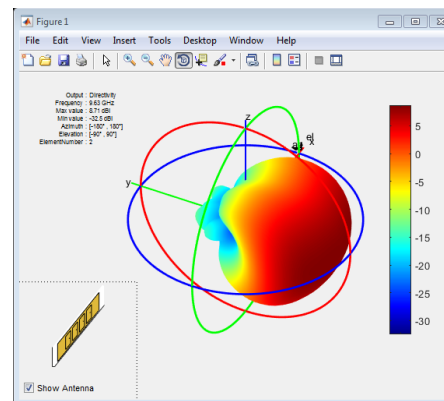 Figure 1
File Edit View Insert Tools Desktop Window Help
Output : Directivity
Frequency : 9.63 GHz
Max value : 8.71 dBi
Min value : -32.5 dBi
Azimuth : [-180° , 180°]
Elevation : [-90° , 90°]
ElementNumber : 2
z
el
x
y
5
0
-5
-10
-15
-20
-25
-30
Show Antenna